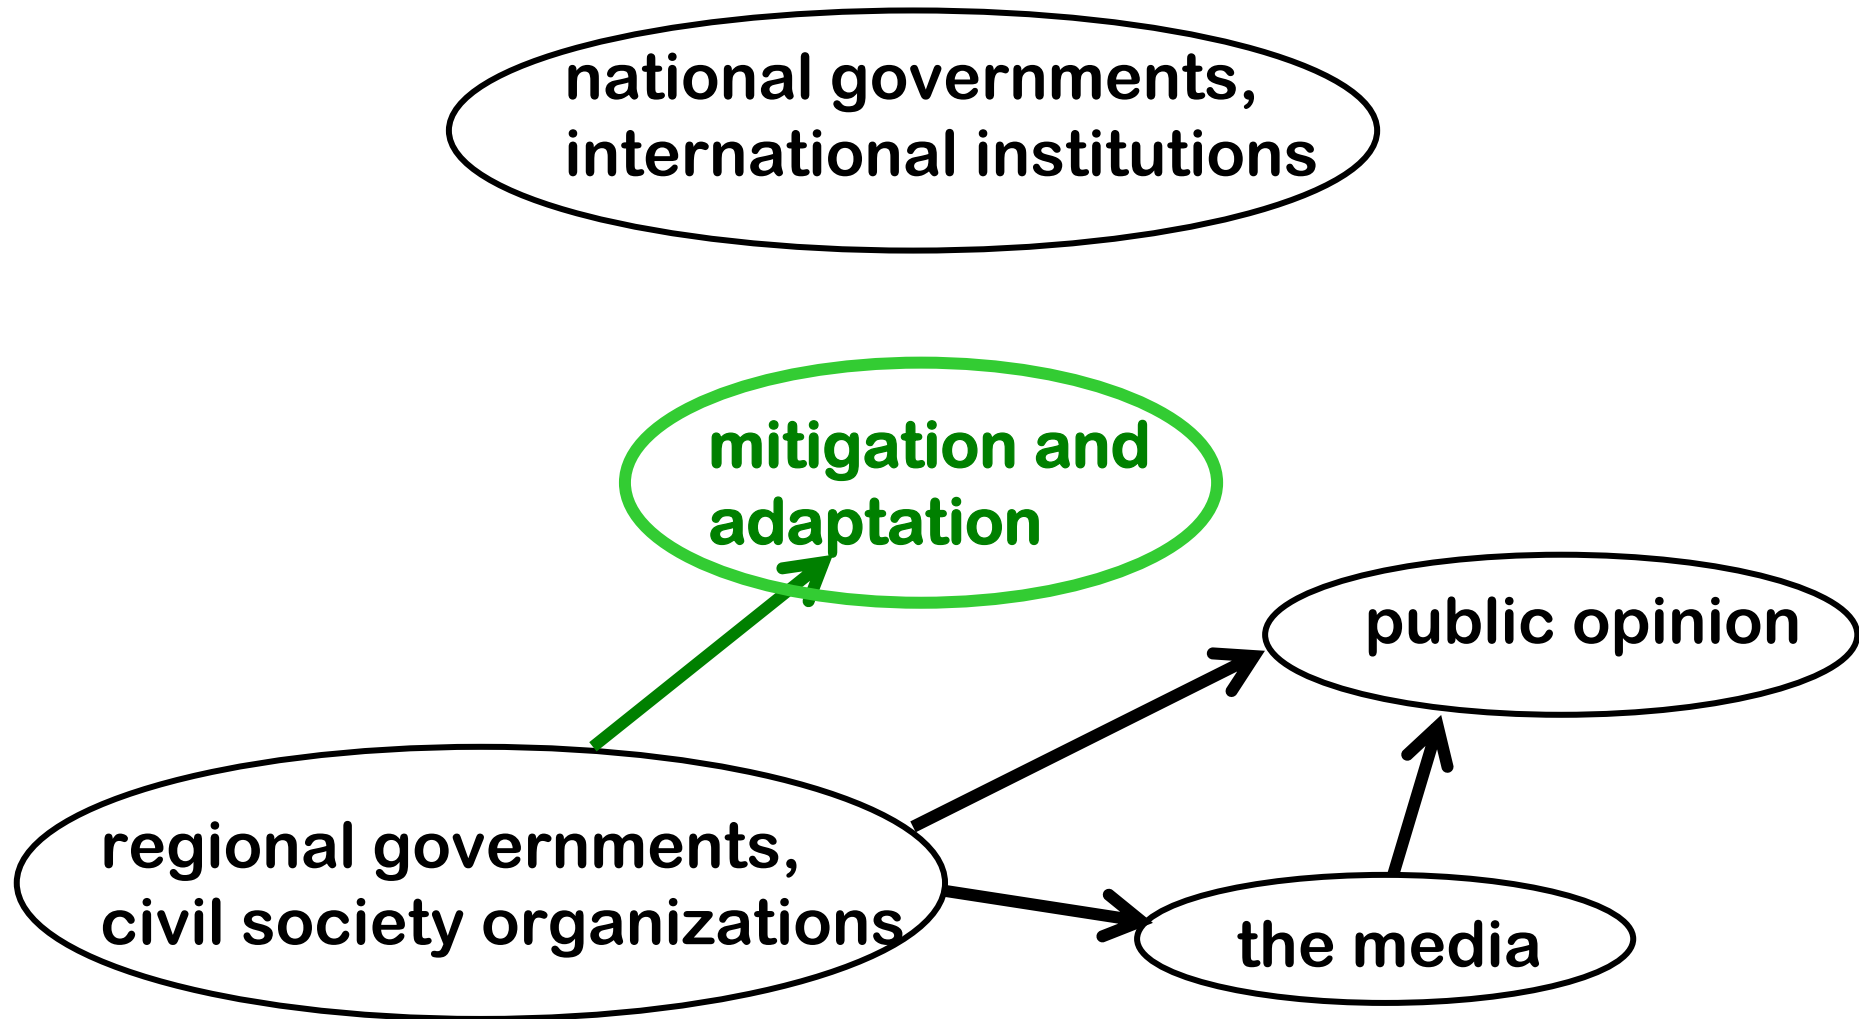 national governments,
international institutions
mitigation and
adaptation
public opinion
regional governments,
civil society organizations
the media